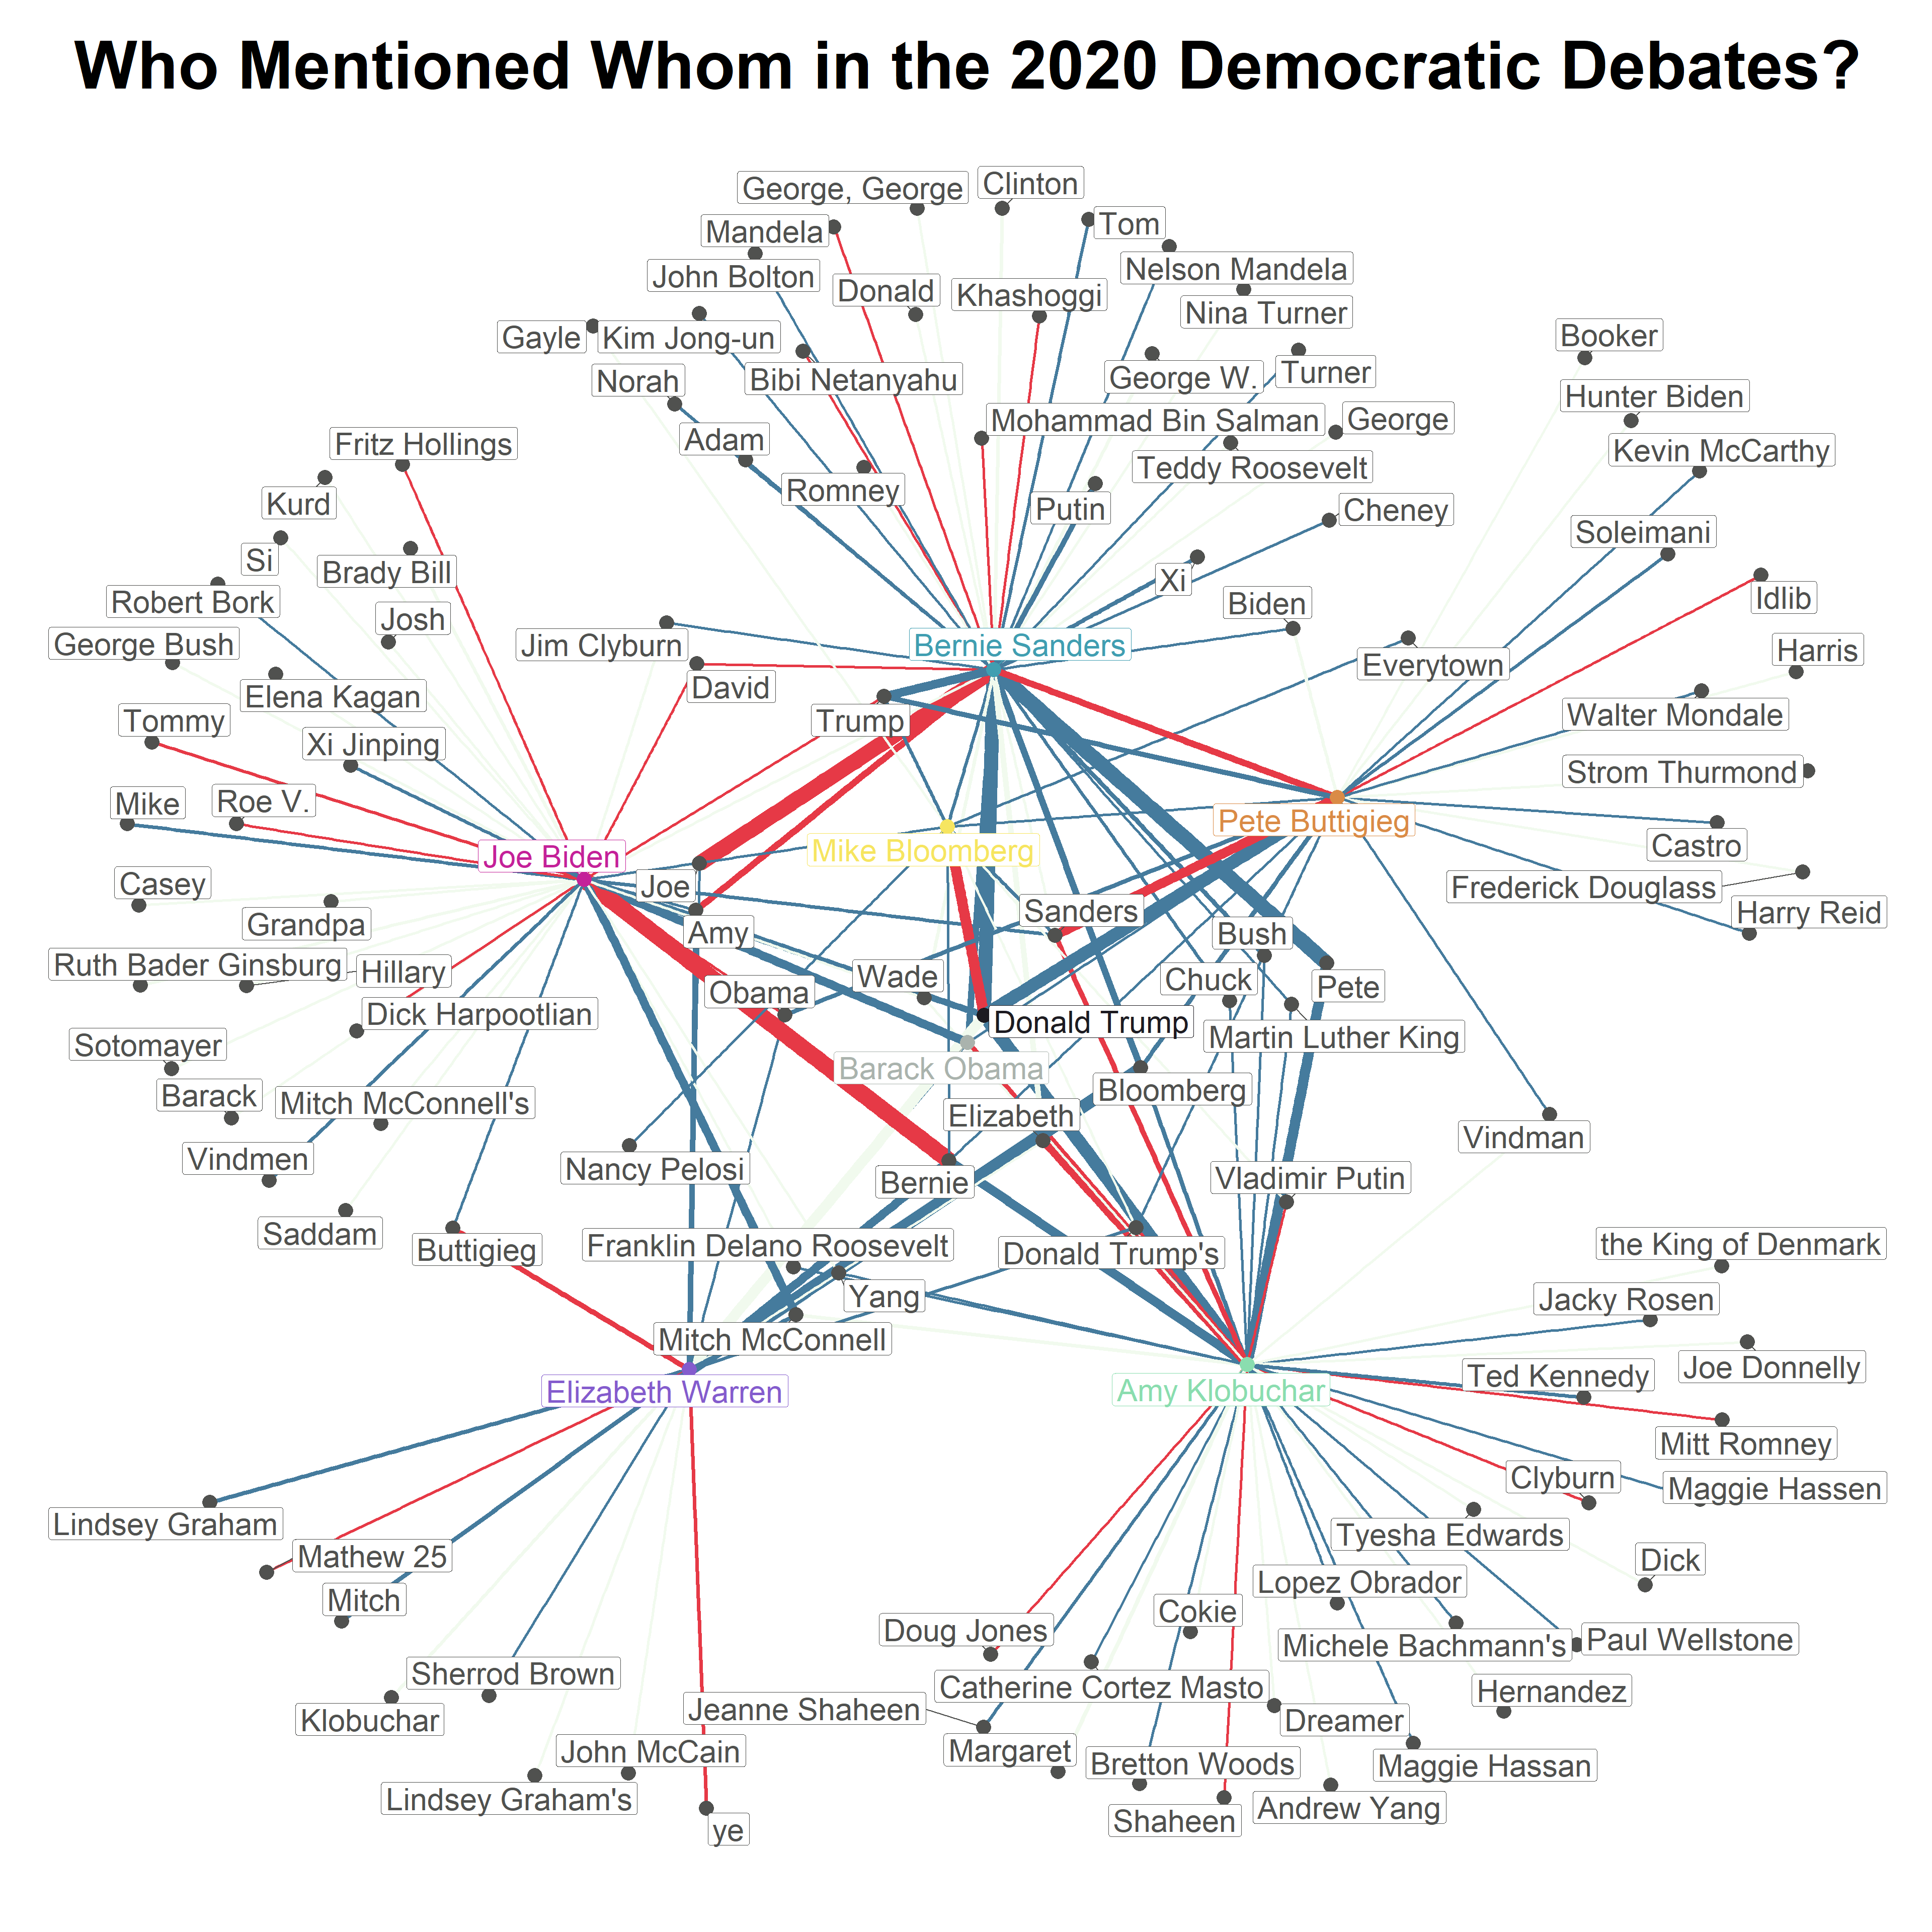 Who Mentioned Whom in the 2020 Democratic Debates?
George, George
Clinton
Mandela
Tom
John Bolton
Donald
Khashoggi
Nelson Mandela
Nina Turner
Gayle
Kim Jong-un
Booker
Norah
Bibi Netanyahu
George W.
Turner
Hunter Biden
Mohammad Bin Salman
George
Fritz Hollings
Adam
Kevin McCarthy
Teddy Roosevelt
Kurd
Romney
Putin
Cheney
Soleimani
Si
Brady Bill
Xi
Robert Bork
Biden
Idlib
Josh
George Bush
Jim Clyburn
Bernie Sanders
Everytown
Harris
Elena Kagan
David
Tommy
Trump
Walter Mondale
Xi Jinping
Strom Thurmond
Mike
Roe V.
Pete Buttigieg
Joe Biden
Mike Bloomberg
Castro
Casey
Joe
Frederick Douglass
Grandpa
Sanders
Harry Reid
Amy
Bush
Ruth Bader Ginsburg
Hillary
Wade
Chuck
Pete
Obama
Dick Harpootlian
Donald Trump
Martin Luther King
Sotomayer
Barack Obama
Barack
Mitch McConnell's
Bloomberg
Elizabeth
Vindmen
Nancy Pelosi
Vindman
Bernie
Vladimir Putin
Saddam
Buttigieg
Franklin Delano Roosevelt
Donald Trump's
the King of Denmark
Yang
Jacky Rosen
Mitch McConnell
Joe Donnelly
Ted Kennedy
Elizabeth Warren
Amy Klobuchar
Mitt Romney
Clyburn
Maggie Hassen
Lindsey Graham
Tyesha Edwards
Mathew 25
Dick
Mitch
Lopez Obrador
Cokie
Doug Jones
Michele Bachmann's
Paul Wellstone
Sherrod Brown
Catherine Cortez Masto
Hernandez
Klobuchar
Jeanne Shaheen
Dreamer
John McCain
Margaret
Bretton Woods
Maggie Hassan
Lindsey Graham's
Shaheen
Andrew Yang
ye